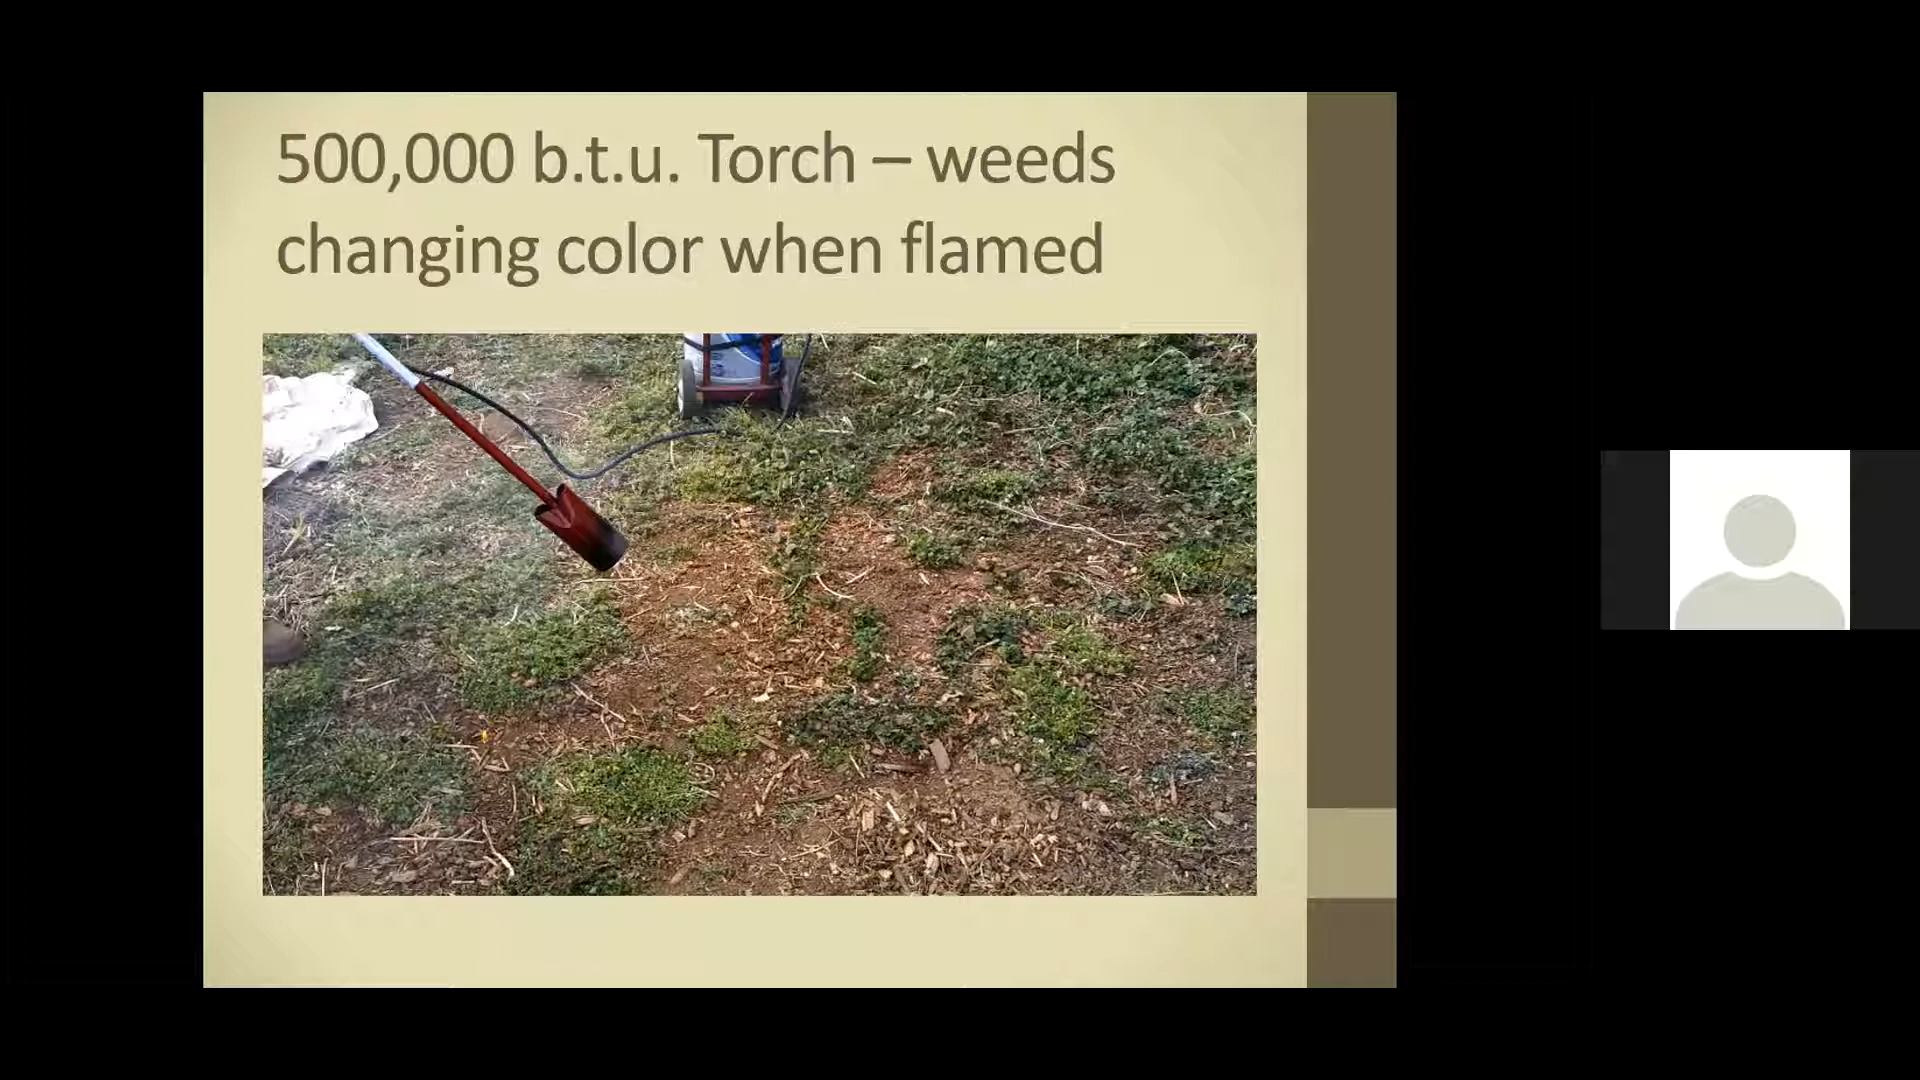 500,000 b.t.u. Torch – weeds
changing color when flamed